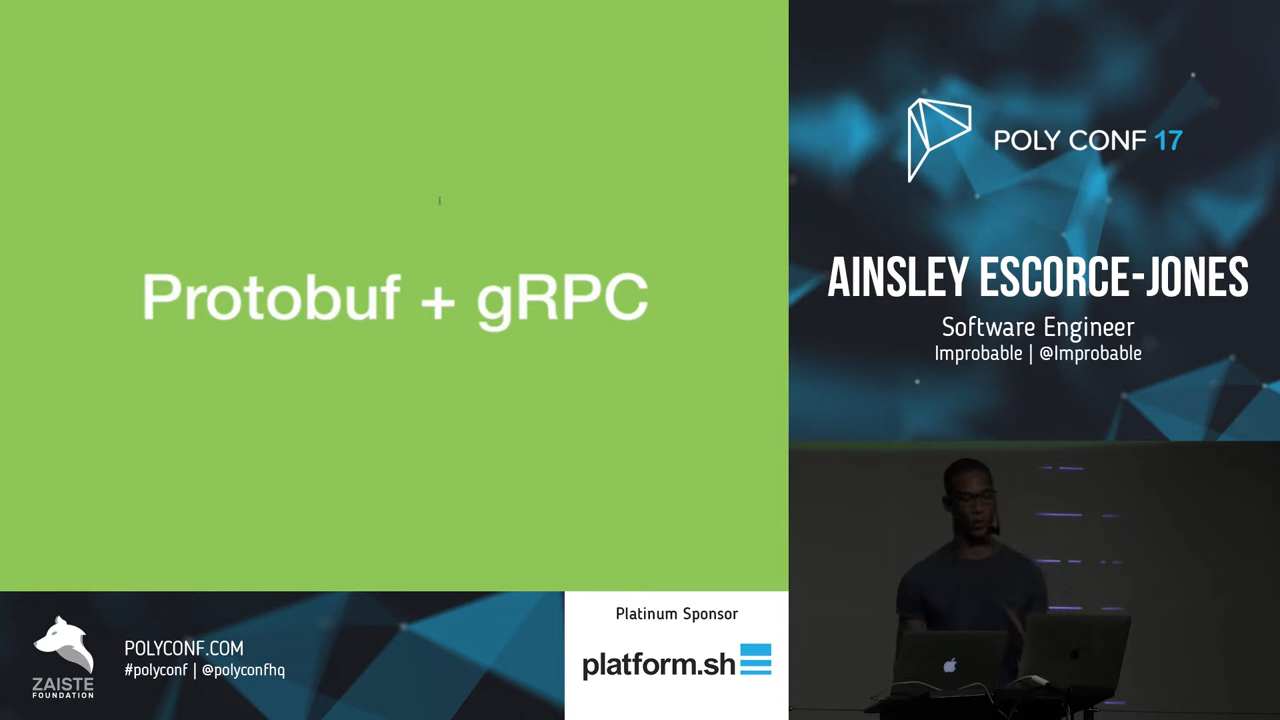 Protobuf + gRPC
POLY CONF 17
AINSLEY ESCORCE-JONES
Software Engineer
Improbable | @Improbable
ZAISTE
FOUNDATION
POLYCONF.COM
#polyconf | @polyconfhq
Platinum Sponsor
platform.sh